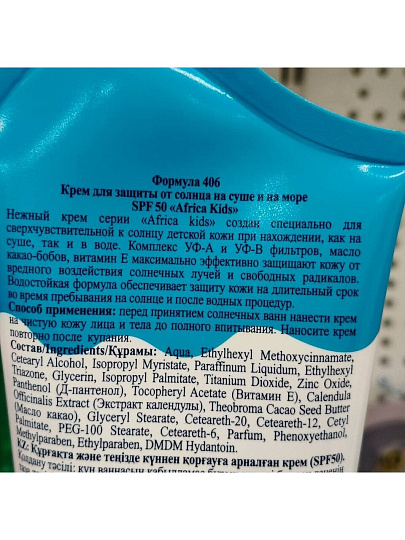 Формула 406
Крем для защиты от солнца на суше и на море
SPF 50 «Africa Kids»
Нежный крем серии «Africa kids» создан специально для
сверхчувствительной к солнцу детской кожи при нахождении, как на
суше, так и в воде. Комплекс УФ-А и УФ-В фильтров, масло
какао-бобов, витамин Е максимально эффективно защищают кожу от
вредного воздействия солнечных лучей и свободных радикалов.
Водостойкая формула обеспечивает защиту кожи на длительный срок
во время пребывания на солнце и после водных процедур.
Способ применения: перед принятием солнечных ванн нанести крем
на чистую кожу лица и тела до полного впитывания. Наносите крем
повторно после купания.
Состав/Ingredients/Құрамы: Aqua, Ethylhexyl Methoxycinnamate,
Cetearyl Alcohol, Isopropyl Myristate, Paraffinum Liquidum, Ethylhexyl
Triazone, Glycerin, Isopropyl Palmitate, Titanium Dioxide, Zinc Oxide,
Panthenol (Д-пантенол), Tocopheryl Acetate (Витамин Е), Calendula
Officinalis Extract (Экстракт календулы), Theobroma Cacao Seed Butter
(Масло какао), Glyceryl Stearate, Ceteareth-20, Ceteareth-12, Cetyl
Palmitate, PEG-100 Stearate, Ceteareth-6, Parfum, Phenoxyethanol,
Methylparaben, Ethylparaben, DMDM Hydantoin.
KZ: Құрғақта және теңізде күннен қорғауға арналған крем (SPF50).
Қолдану тәсілі: күн ваннасын қабылдамас